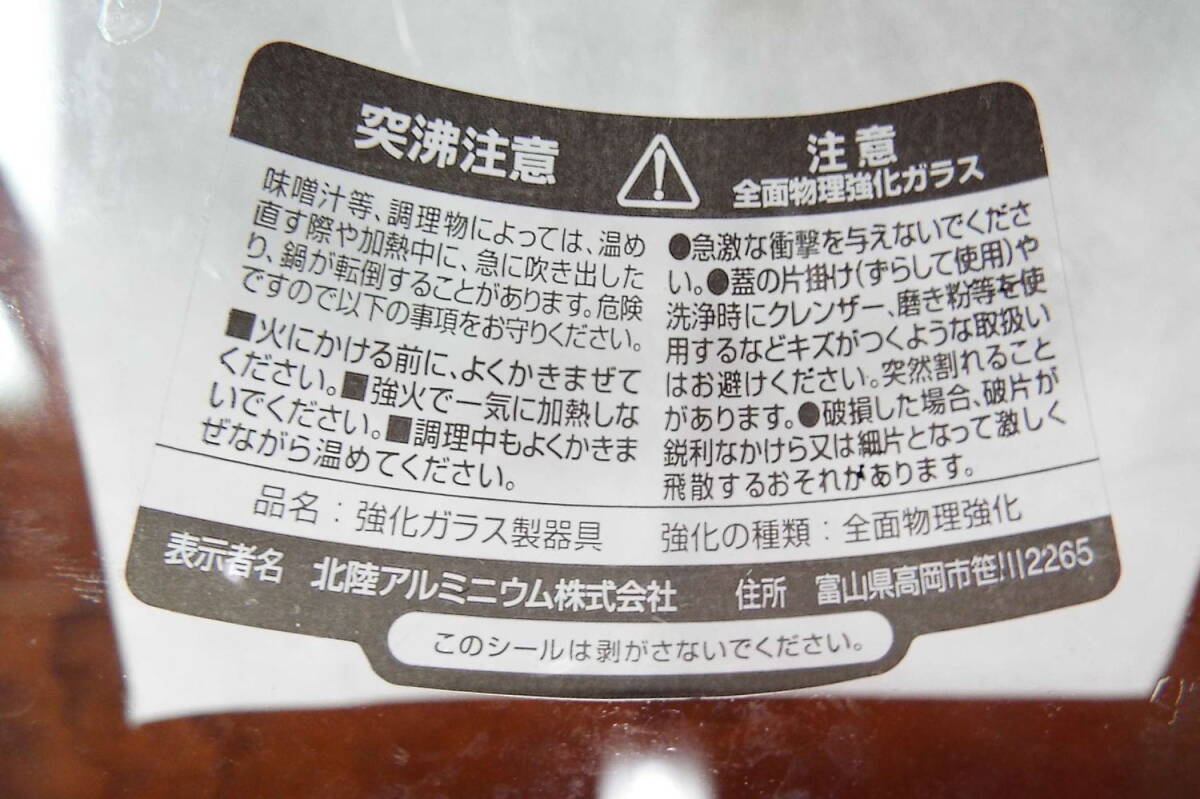 突沸注意
味噌汁等、調理物によっては、温め
直す際や加熱中に、急に吹き出した
り、鍋が転倒することがあります。危険
ですので以下の事項をお守りください。
■火にかける前に、よくかきまぜて
ください。■強火で一気に加熱しな
いでください。■調理中もよくかきま
ぜながら温めてください。
注意
全面物理強化ガラス
●急激な衝撃を与えないでくださ
い。●蓋の片掛け(ずらして使用)や
洗浄時にクレンザー、磨き粉等を使
用するなどキズがつくような取扱い
はお避けください。突然割れること
があります。●破損した場合、破片が
鋭利なかけら又は細片となって激しく
飛散するおそれがあります。
品名：強化ガラス製器具 強化の種類：全面物理強化
表示者名 北陸アルミニウム株式会社 住所 富山県高岡市笹川2265
このシールは剥がさないでください。